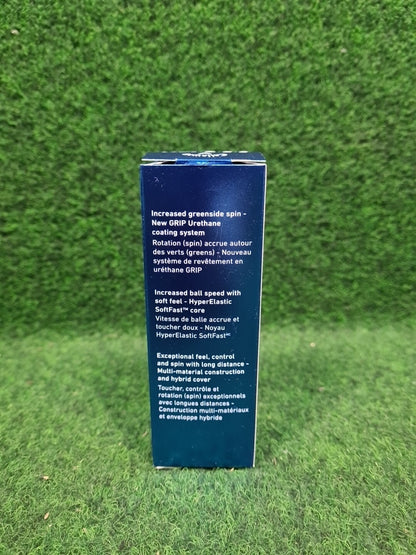 Increased greenside spin -
New GRIP Urethane
coating system
Rotation (spin) accrue autour
des verts (greens) - Nouveau
système de revêtement en
uréthane GRIP
Increased ball speed with
soft feel - HyperElastic
SoftFast™ core
Vitesse de balle accrue et
toucher doux - Noyau
HyperElastic SoftFastᴹᶜ
Exceptional feel, control
and spin with long distance -
Multi-material construction
and hybrid cover
Toucher, contrôle et
rotation (spin) exceptionnels
avec longues distances -
Construction multi-matériaux
et enveloppe hybride